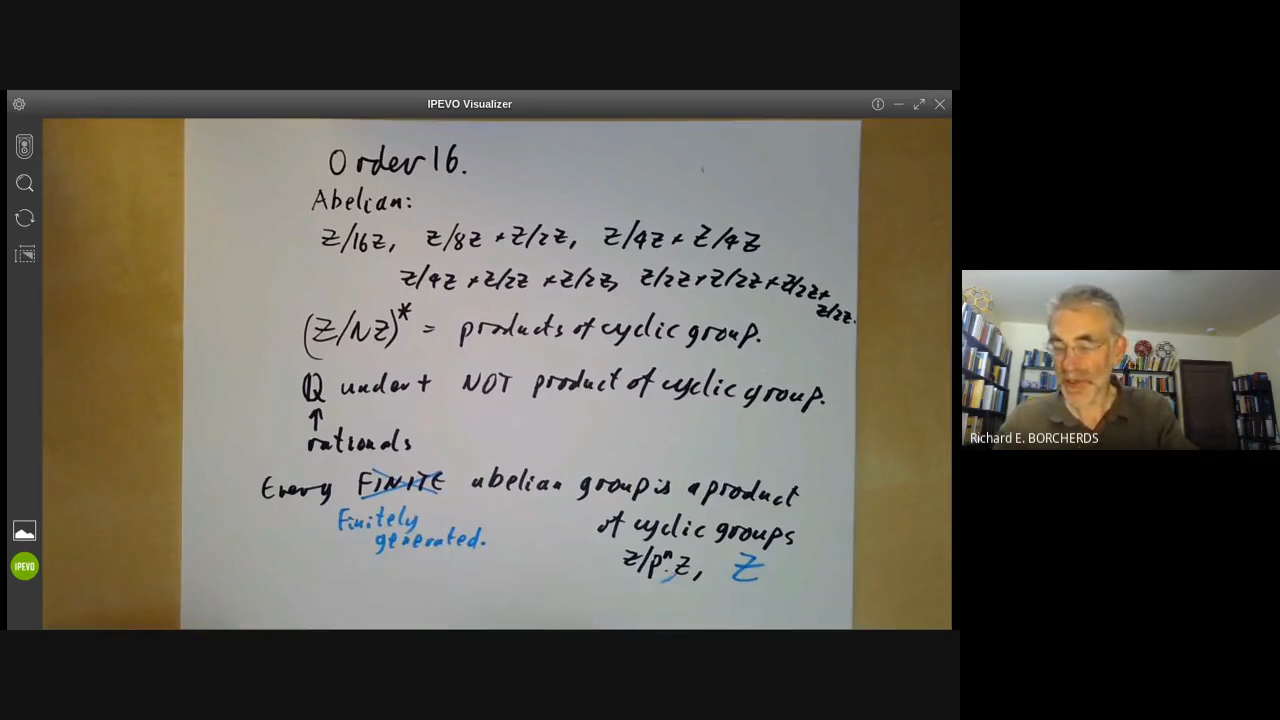 IPEVO Visualizer
Order 16.
Abelian:
Z/16Z, Z/8Z + Z/2Z, Z/4Z + Z/4Z
Z/4Z + Z/2Z + Z/2Z, Z/2Z + Z/2Z + Z/2Z +
Z/2Z.
(Z/NZ)* = products of cyclic group.
Q under + NOT product of cyclic group.
↑
rationals
Every FINITE abelian group is a product
Finitely of cyclic groups
generated.
Z/pⁿZ, Z
IPEVO
Richard E. BORCHERDS